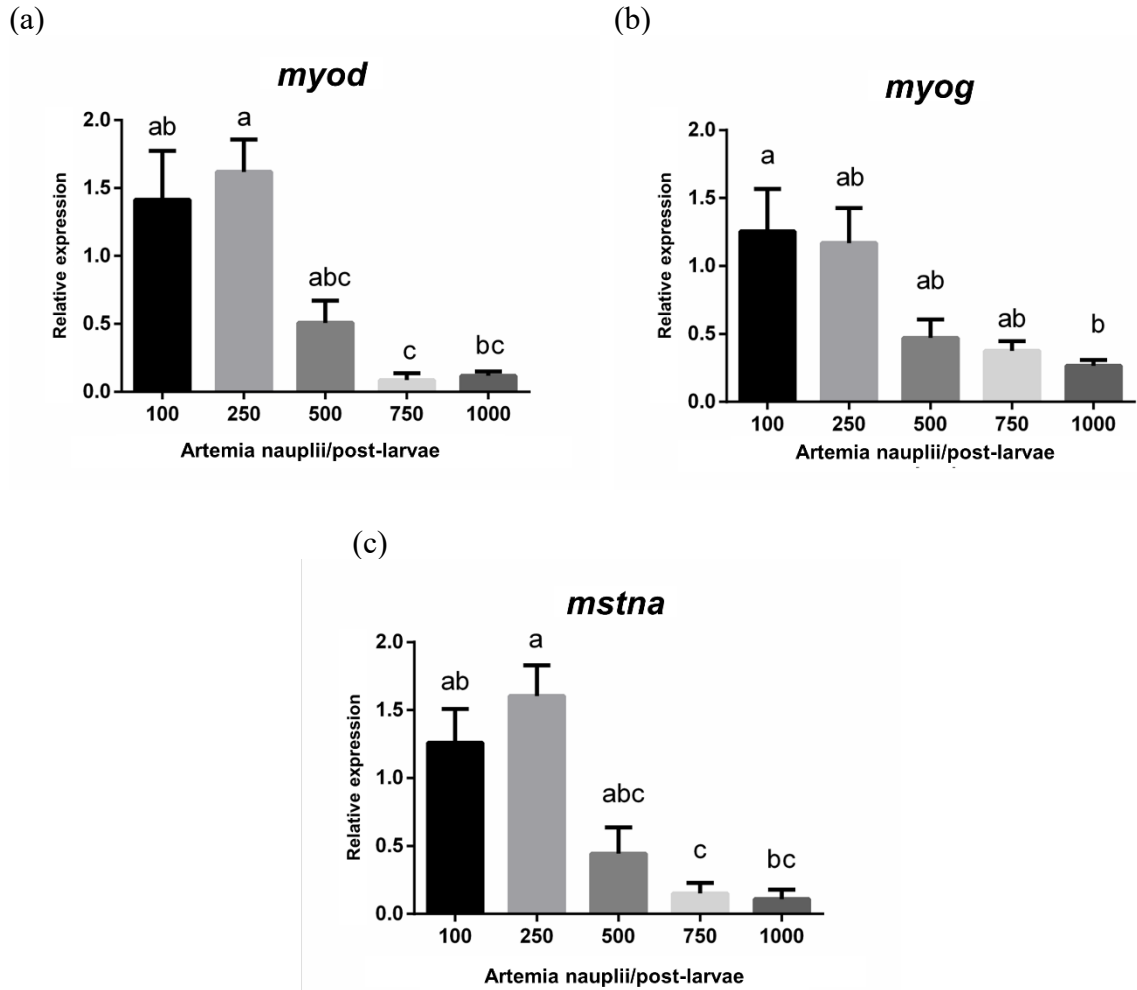 (a)
(b)
myod
Relative expression
2.0
1.5
1.0
0.5
0.0
ab
a
abc
c
bc
100 250 500 750 1000
Artemia nauplii/post-larvae
myog
Relative expression
2.0
1.5
1.0
0.5
0.0
a
ab
ab
ab
b
100 250 500 750 1000
Artemia nauplii/post-larvae
(c)
mstna
Relative expression
2.0
1.5
1.0
0.5
0.0
ab
a
abc
c
bc
100 250 500 750 1000
Artemia nauplii/post-larvae